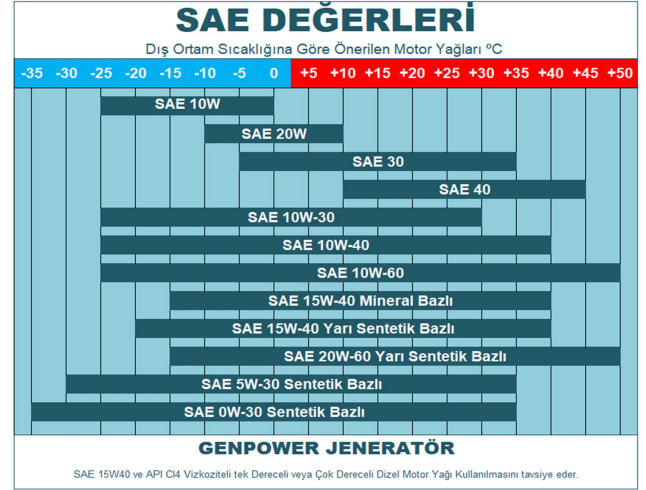 SAE DEĞERLERİ
Dış Ortam Sıcaklığına Göre Önerilen Motor Yağları ºC
-35 -30 -25 -20 -15 -10 -5 0 +5 +10 +15 +20 +25 +30 +35 +40 +45 +50
SAE 10W
SAE 20W
SAE 30
SAE 40
SAE 10W-30
SAE 10W-40
SAE 10W-60
SAE 15W-40 Mineral Bazlı
SAE 15W-40 Yarı Sentetik Bazlı
SAE 20W-60 Yarı Sentetik Bazlı
SAE 5W-30 Sentetik Bazlı
SAE 0W-30 Sentetik Bazlı
GENPOWER JENERATÖR
SAE 15W40 ve API CI4 Vizkoziteli tek Dereceli veya Çok Dereceli Dizel Motor Yağı Kullanılmasını tavsiye eder.